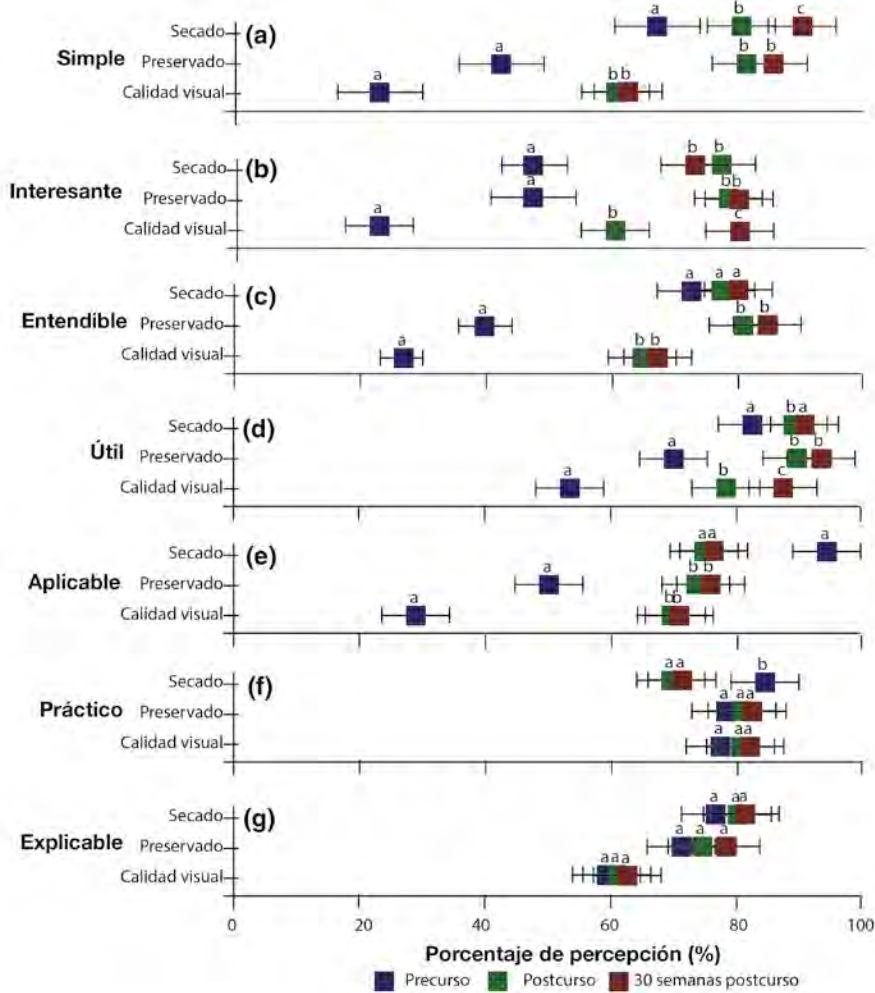 a b c
Secado
(a)
a b b
Simple
Preservado
a b b
Calidad visual
a b b
Secado
(b)
a b b
Interesante
Preservado
a b c
Calidad visual
a a a
Secado
(c)
a b b
Entendible
Preservado
a b b
Calidad visual
a b a
Secado
(d)
a b b
Útil
Preservado
a b c
Calidad visual
a a a
Secado
(e)
a b b
Aplicable
Preservado
a b b
Calidad visual
a a b
Secado
(f)
a a a
Práctico
Preservado
a a a
Calidad visual
a a a
Secado
(g)
a a a
Explicable
Preservado
a a a
Calidad visual
0 20 40 60 80 100
Porcentaje de percepción (%)
Precurso Postcurso 30 semanas postcurso